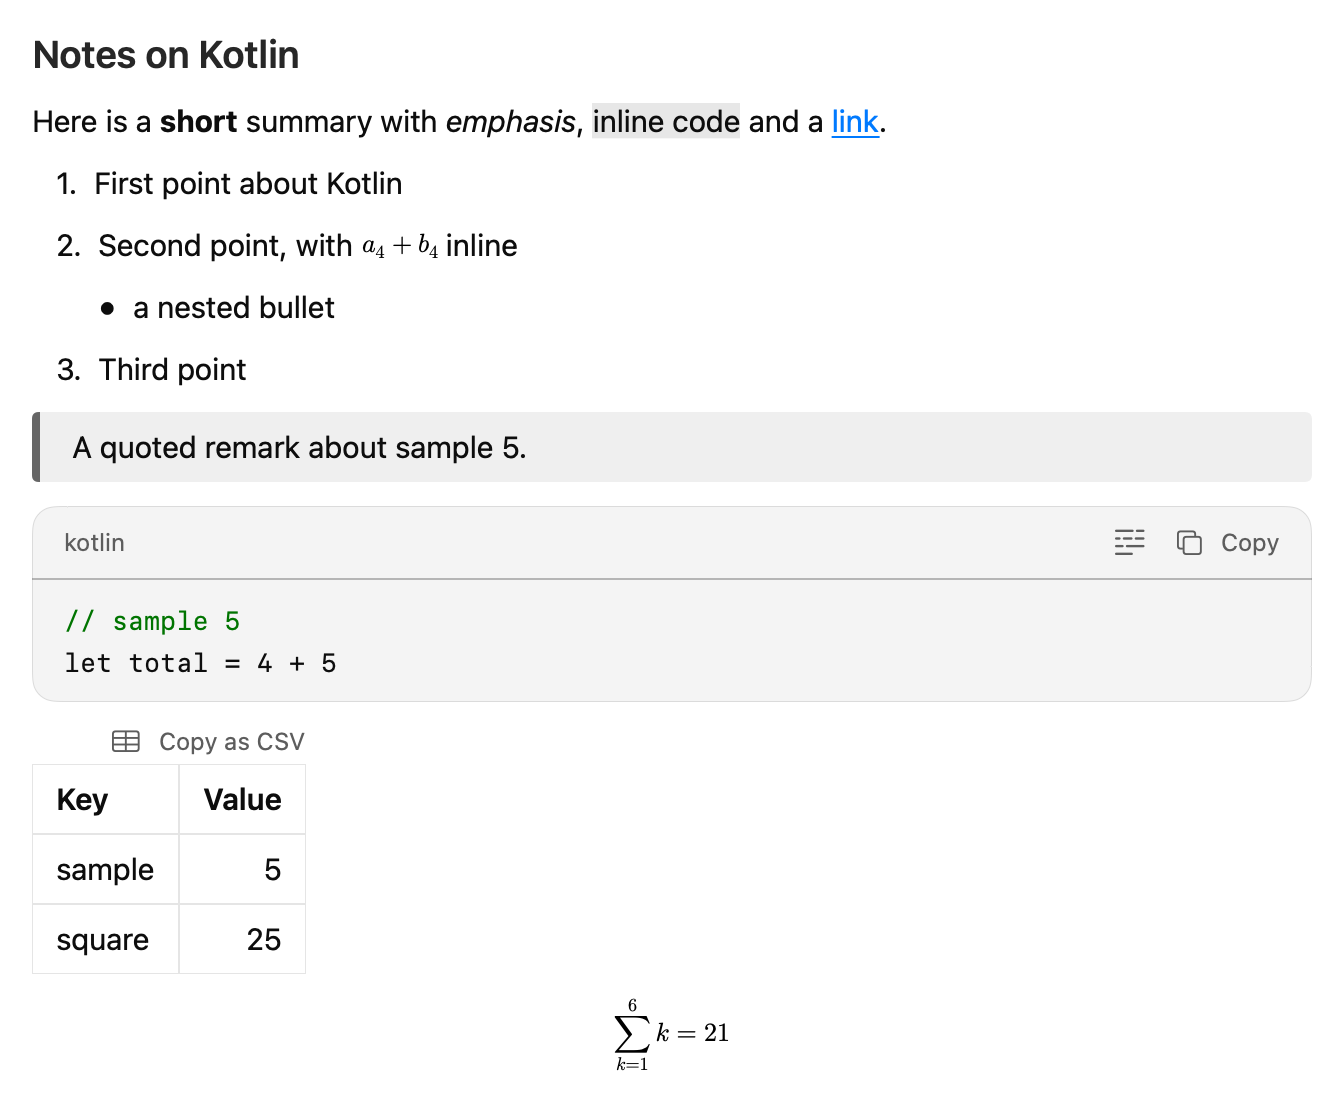 Notes on Kotlin
Here is a short summary with emphasis, inline code and a link.
1. First point about Kotlin
2. Second point, with a₄ + b₄ inline
• a nested bullet
3. Third point
A quoted remark about sample 5.
kotlin Copy
// sample 5
let total = 4 + 5
Copy as CSV
Key Value
sample 5
square 25
6
∑ k = 21
k=1